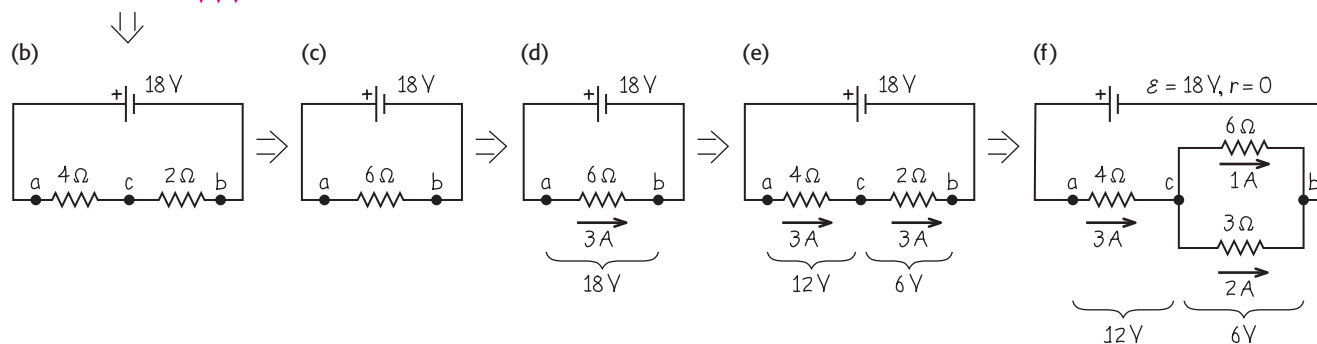 (b)
+ 18 V
a 4 Ω c 2 Ω b
(c)
+ 18 V
a 6 Ω b
(d)
+ 18 V
a 6 Ω b
3 A
18 V
(e)
+ 18 V
a 4 Ω c 2 Ω b
3 A 3 A
12 V 6 V
(f)
+ ε = 18 V, r = 0
6 Ω
1 A
a 4 Ω c b
3 A
3 Ω
2 A
12 V 6 V